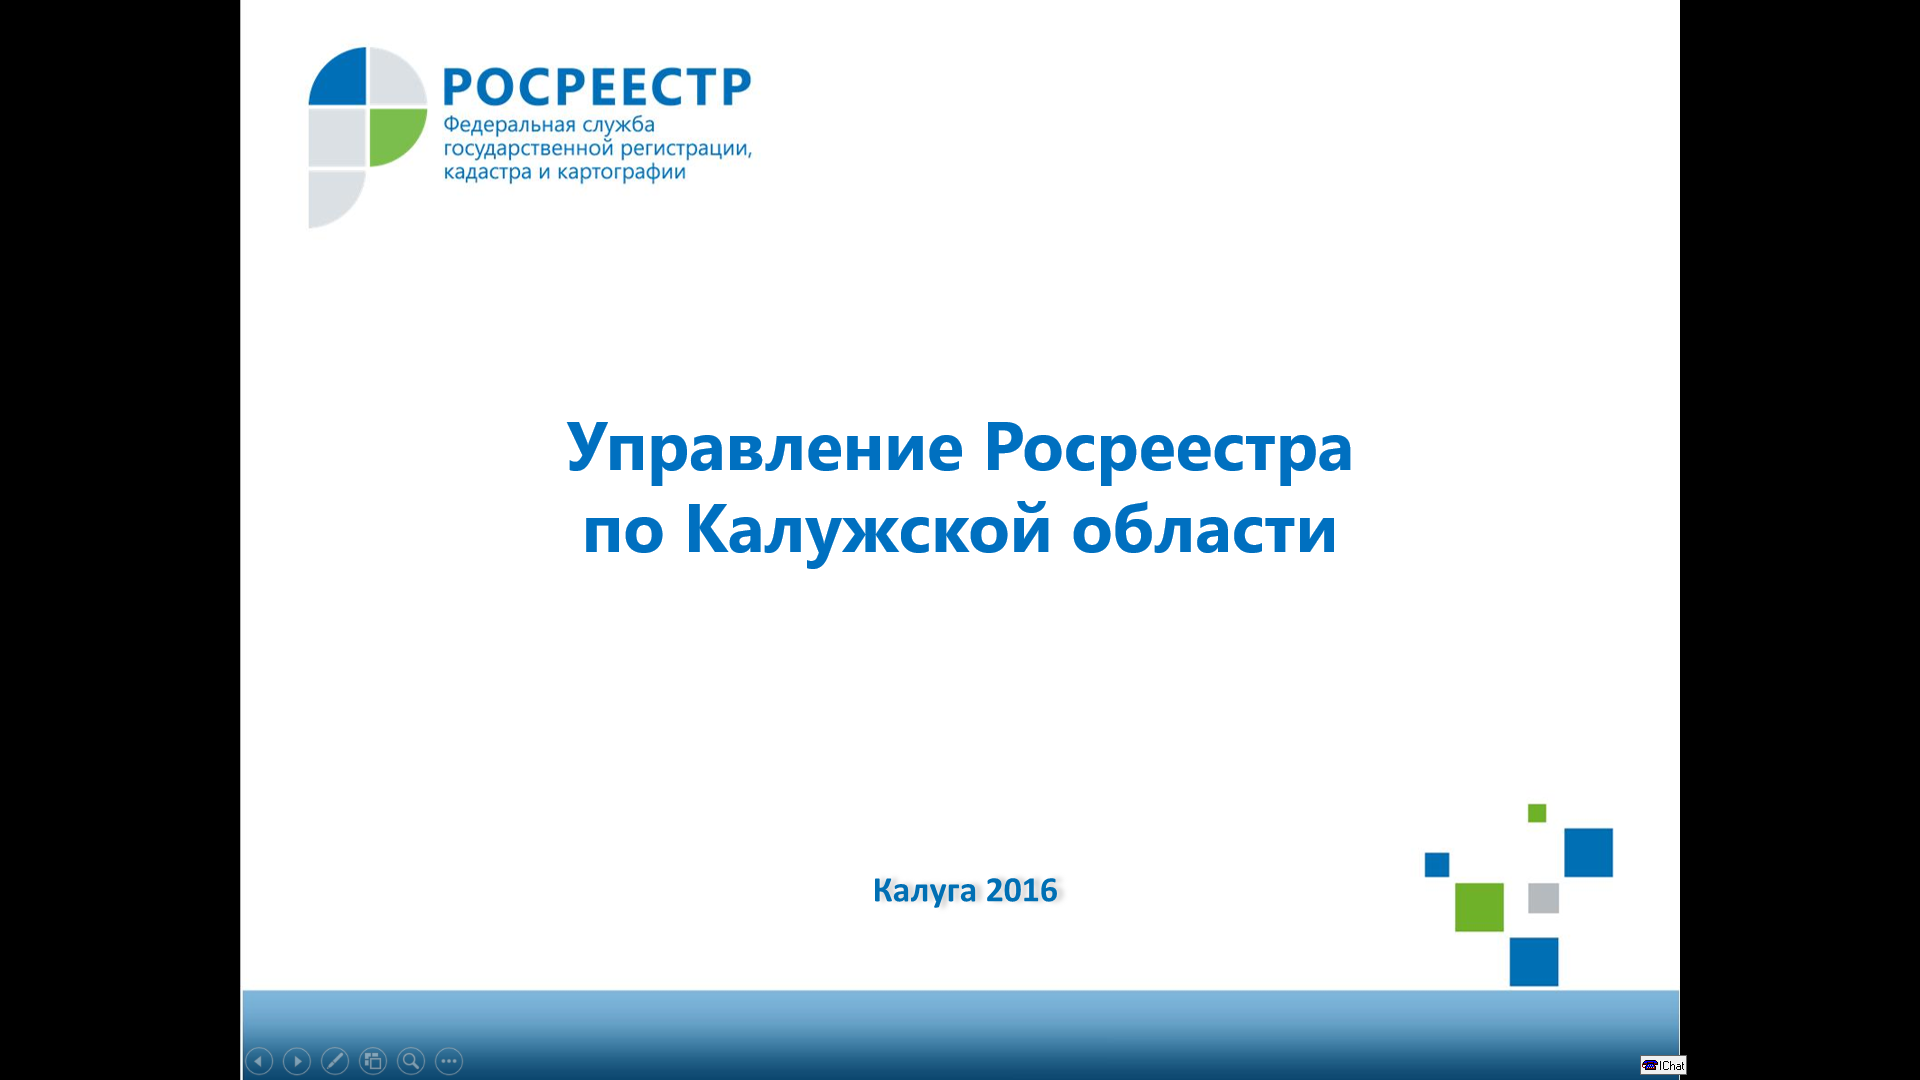 РОСРЕЕСТР
Федеральная служба
государственной регистрации,
кадастра и картографии
Управление Росреестра
по Калужской области
Калуга 2016
IChat